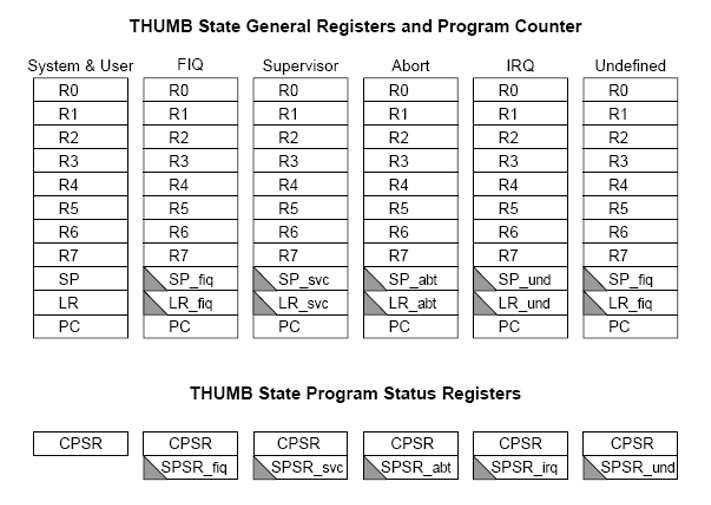 THUMB State General Registers and Program Counter
System & User FIQ Supervisor Abort IRQ Undefined
R0 R0 R0 R0 R0 R0
R1 R1 R1 R1 R1 R1
R2 R2 R2 R2 R2 R2
R3 R3 R3 R3 R3 R3
R4 R4 R4 R4 R4 R4
R5 R5 R5 R5 R5 R5
R6 R6 R6 R6 R6 R6
R7 R7 R7 R7 R7 R7
SP SP_fiq SP_svc SP_abt SP_und SP_fiq
LR LR_fiq LR_svc LR_abt LR_und LR_fiq
PC PC PC PC PC PC
THUMB State Program Status Registers
CPSR CPSR CPSR CPSR CPSR CPSR
SPSR_fiq SPSR_svc SPSR_abt SPSR_irq SPSR_und